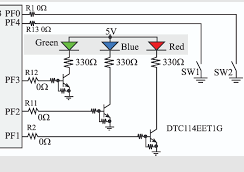 PF0
R1 0Ω
PF4
R13 0Ω
5V
Green
Blue
Red
330Ω
330Ω
330Ω
SW1
SW2
PF3
R12
0Ω
PF2
R11
0Ω
PF1
R2
0Ω
DTC114EET1G